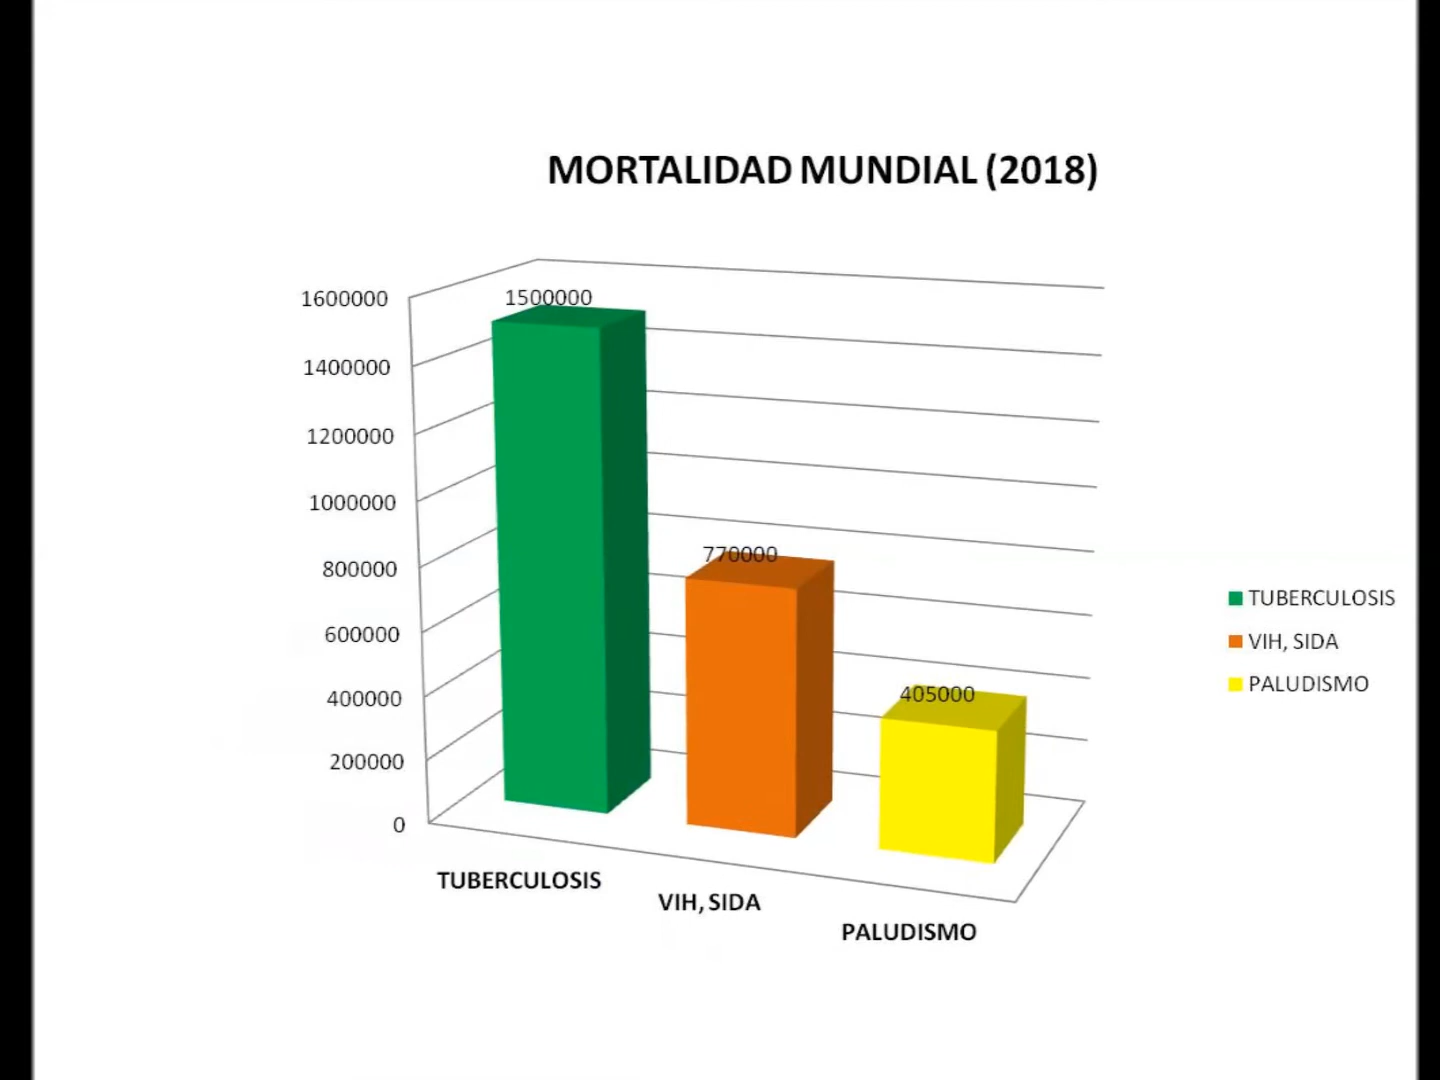 MORTALIDAD MUNDIAL (2018)
1600000
1400000
1200000
1000000
800000
600000
400000
200000
0
1500000
770000
405000
TUBERCULOSIS
VIH, SIDA
PALUDISMO
TUBERCULOSIS
VIH, SIDA
PALUDISMO